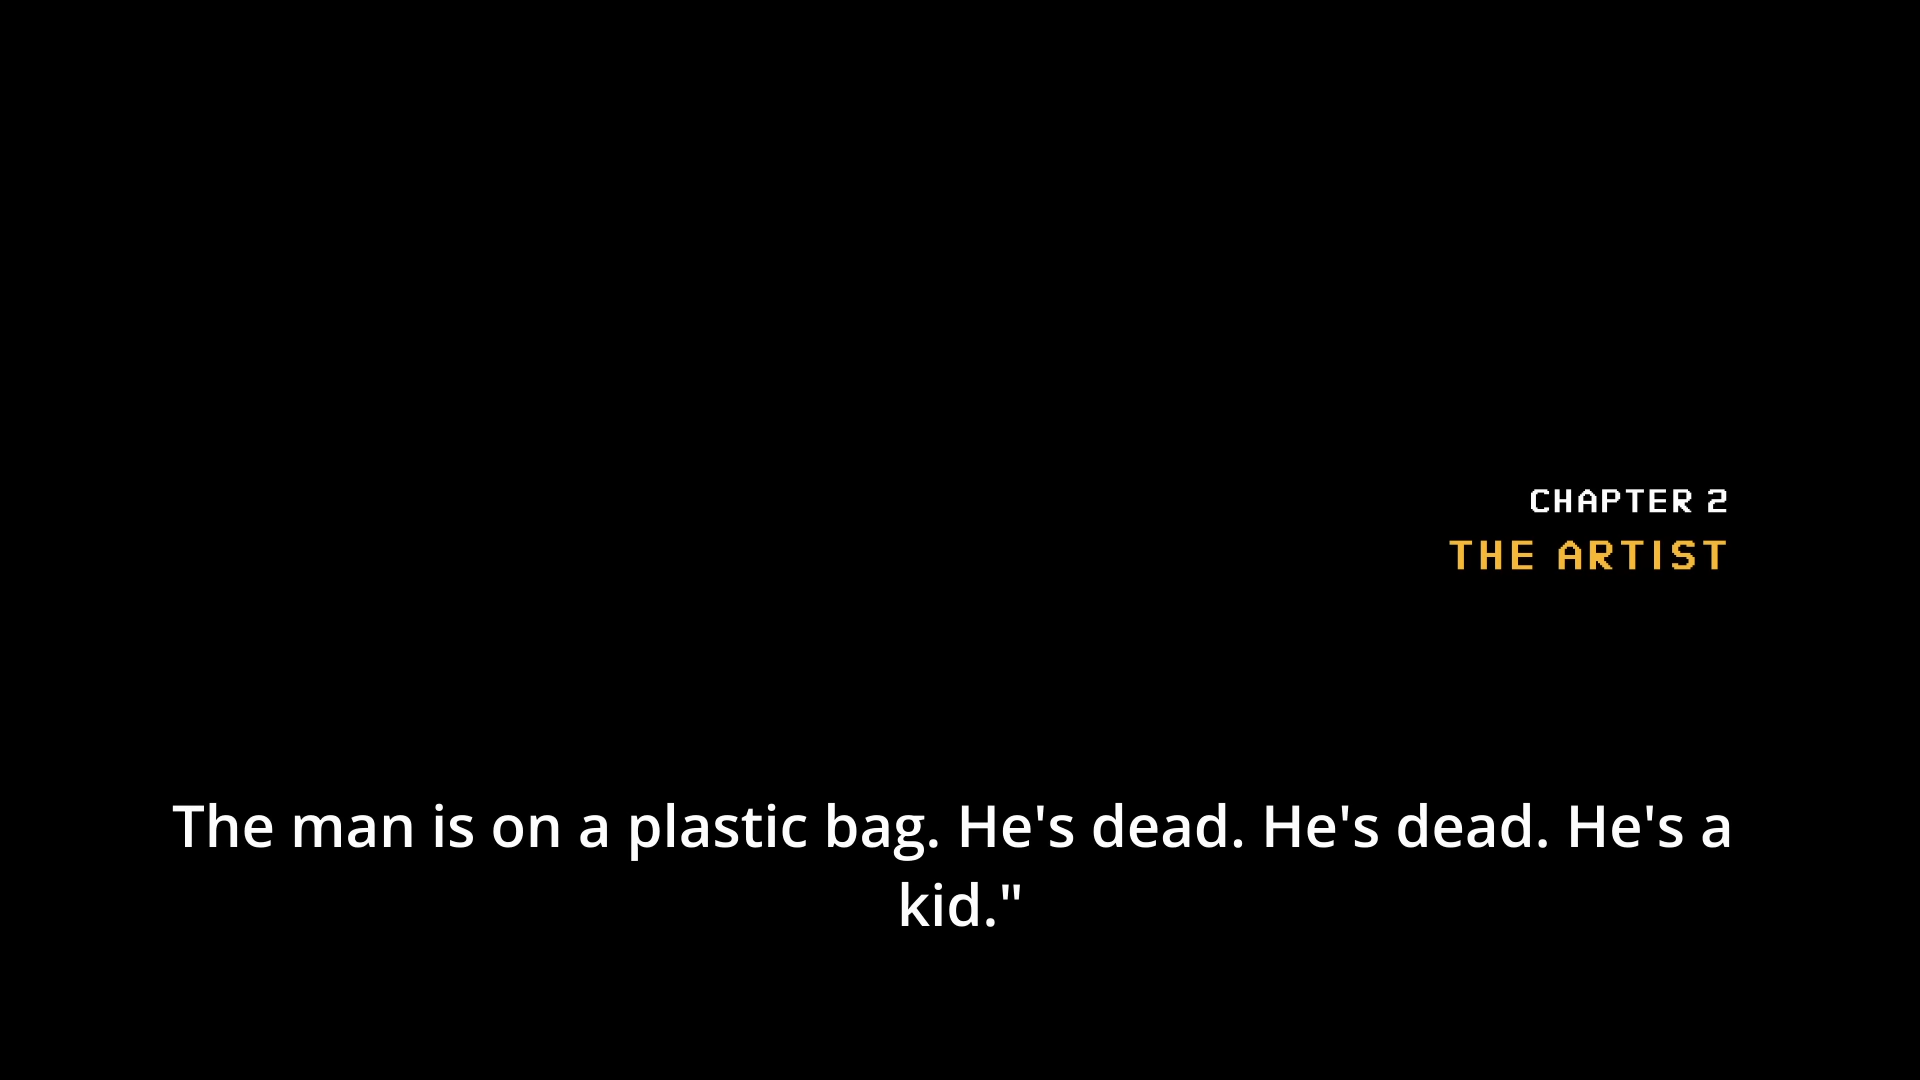 CHAPTER 2
THE ARTIST
The man is on a plastic bag. He's dead. He's dead. He's a
kid."